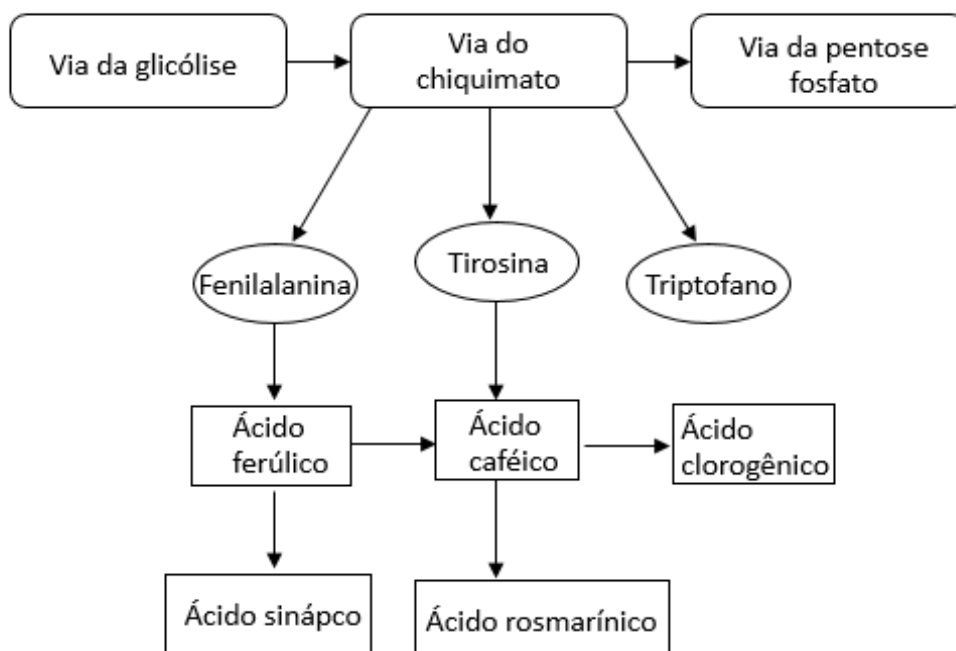 Via da glicólise
Via do
chiquimato
Via da pentose
fosfato
Fenilalanina
Tirosina
Triptofano
Ácido
ferúlico
Ácido
caféico
Ácido
clorogênico
Ácido sinápco
Ácido rosmarínico